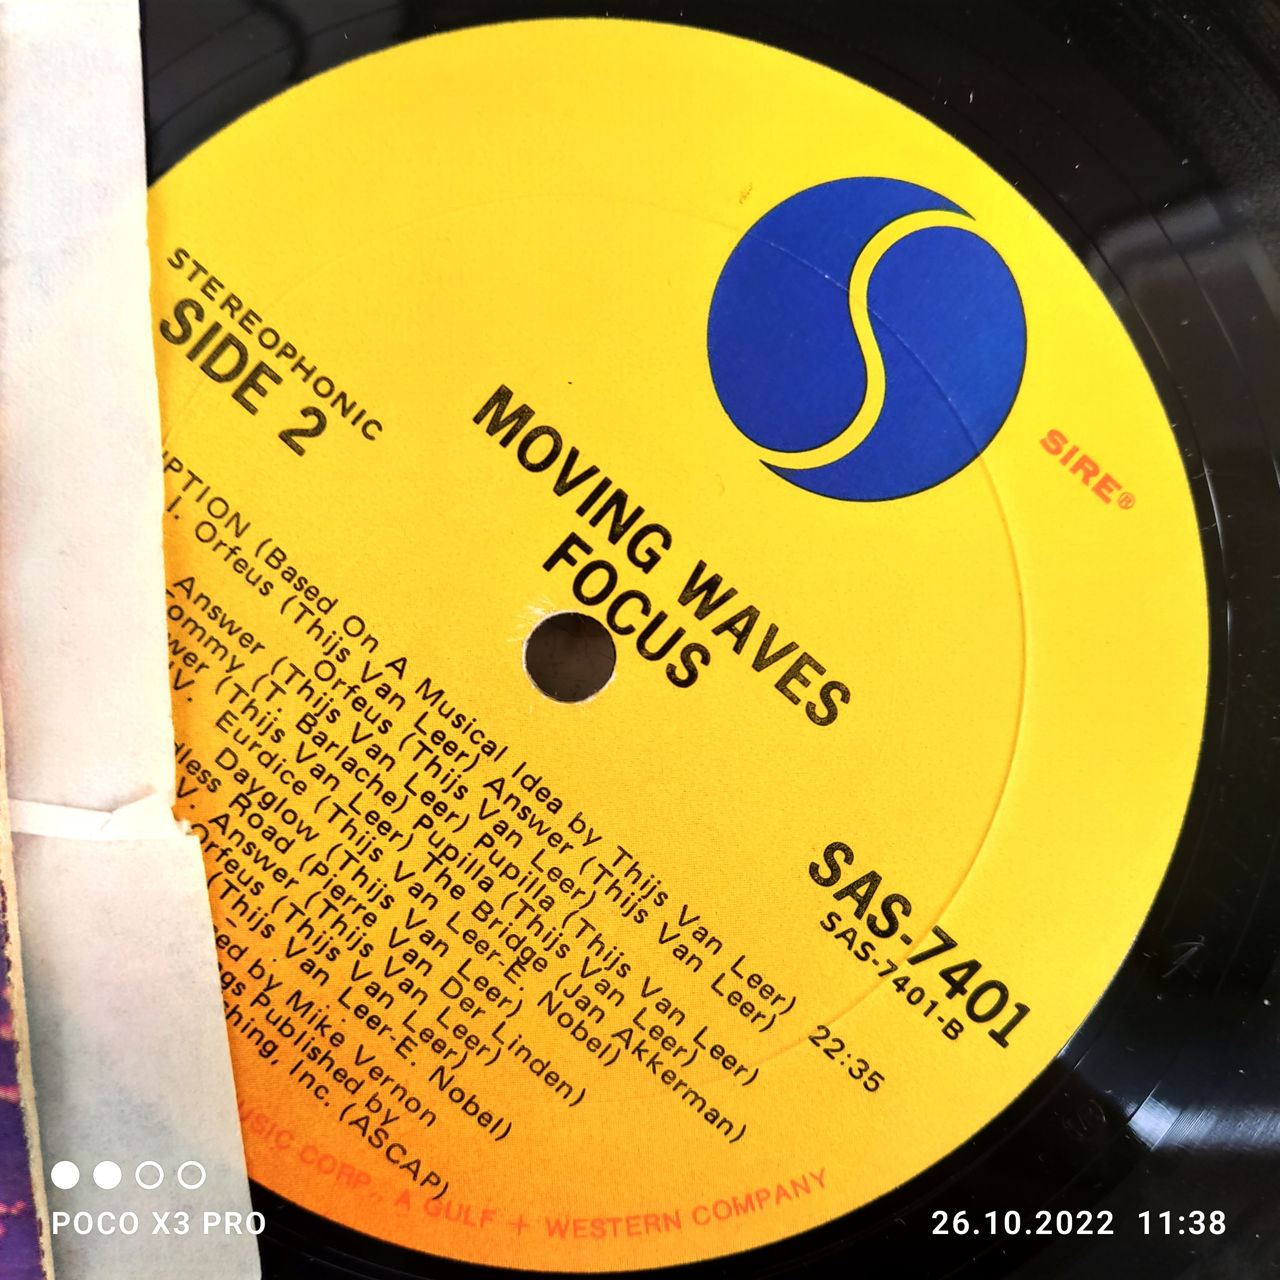 STEREOPHONIC
SIDE 2
MOVING WAVES
FOCUS
SIRE®
SAS-7401
SAS-7401-B
IPTION (Based On A Musical Idea by Thijs Van Leer) 22:35
I. Orfeus (Thijs Van Leer) Answer (Thijs Van Leer)
Orfeus (Thijs Van Leer)
Answer (Thijs Van Leer) Pupilla (Thijs Van Leer)
ommy (T. Barlache) Pupilla (Thijs Van Leer)
wer (Thijs Van Leer) The Bridge (Jan Akkerman)
IV. Eurdice (Thijs Van Leer-E. Nobel)
Dayglow (Thijs Van Leer)
dless Road (Pierre Van Der Linden)
V. Answer (Thijs Van Leer)
Orfeus (Thijs Van Leer)
(Thijs Van Leer-E. Nobel)
ed by Mike Vernon
gs Published by
hing, Inc. (ASCAP)
USIC CORP., A GULF + WESTERN COMPANY
POCO X3 PRO
26.10.2022 11:38